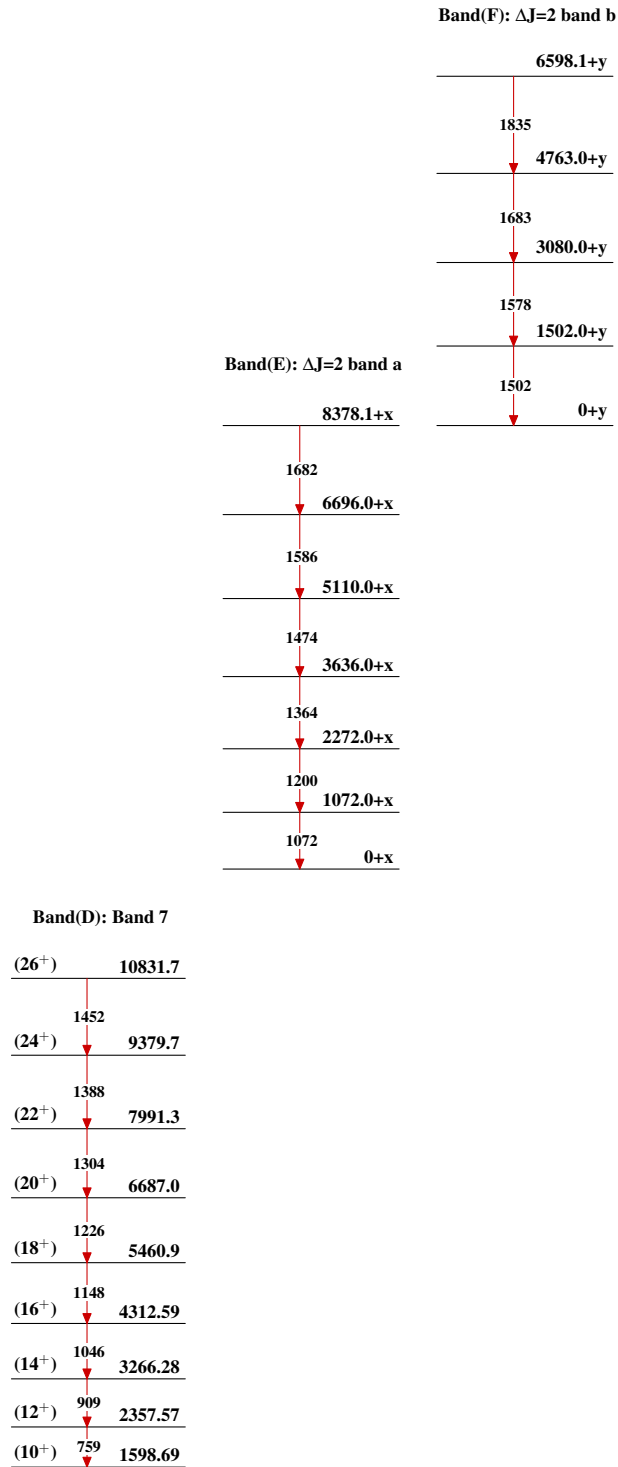 Band(F): ΔJ=2 band b
6598.1+y
1835
4763.0+y
1683
3080.0+y
1578
1502.0+y
1502
0+y
Band(E): ΔJ=2 band a
8378.1+x
1682
6696.0+x
1586
5110.0+x
1474
3636.0+x
1364
2272.0+x
1200
1072.0+x
1072
0+x
Band(D): Band 7
(26⁺) 10831.7
1452
(24⁺) 9379.7
1388
(22⁺) 7991.3
1304
(20⁺) 6687.0
1226
(18⁺) 5460.9
1148
(16⁺) 4312.59
1046
(14⁺) 3266.28
909
(12⁺) 2357.57
759
(10⁺) 1598.69